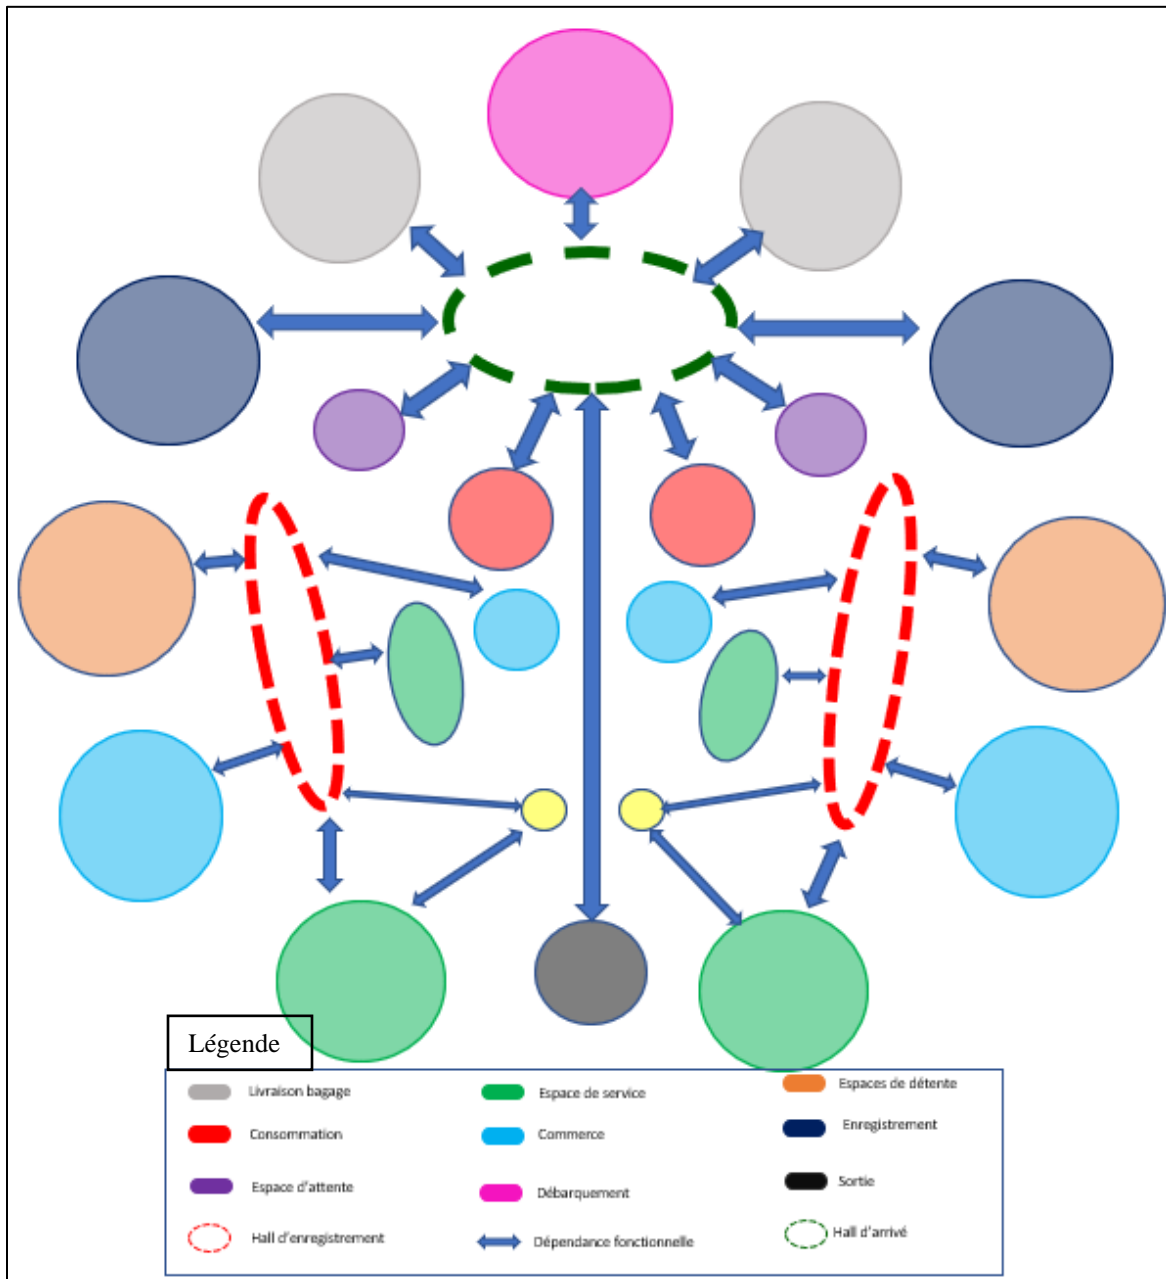 Légende
Livraison bagage
Espace de service
Espaces de détente
Consommation
Commerce
Enregistrement
Espace d'attente
Débarquement
Sortie
Hall d'enregistrement
Dépendance fonctionnelle
Hall d'arrivé